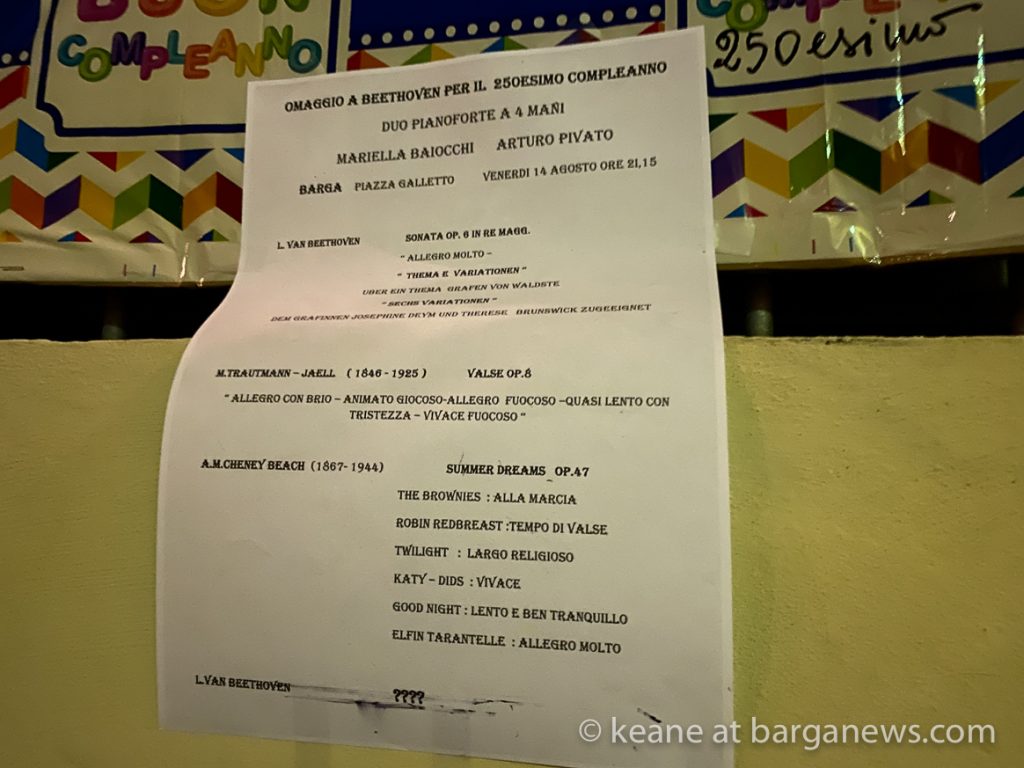 BUON
COMPLEANNO
COMPLEANNO
250esimo
OMAGGIO A BEETHOVEN PER IL 250ESIMO COMPLEANNO
DUO PIANOFORTE A 4 MANI
MARIELLA BAIOCCHI ARTURO PIVATO
BARGA PIAZZA GALLETTO VENERDI 14 AGOSTO ORE 21,15
L. VAN BEETHOVEN SONATA OP. 6 IN RE MAGG.
" ALLEGRO MOLTO –
" THEMA E VARIATIONEN "
UBER EIN THEMA GRAFEN VON WALDSTE
" SECHS VARIATIONEN "
DEM GRAFINNEN JOSEPHINE DEYM UND THERESE BRUNSWICK ZUGEEIGNET
M.TRAUTMANN – JAELL ( 1846 - 1925 ) VALSE OP.8
" ALLEGRO CON BRIO – ANIMATO GIOCOSO-ALLEGRO FUOCOSO –QUASI LENTO CON
TRISTEZZA – VIVACE FUOCOSO "
A.M.CHENEY BEACH (1867- 1944) SUMMER DREAMS_ OP.47
THE BROWNIES : ALLA MARCIA
ROBIN REDBREAST :TEMPO DI VALSE
TWILIGHT : LARGO RELIGIOSO
KATY – DIDS : VIVACE
GOOD NIGHT : LENTO E BEN TRANQUILLO
ELFIN TARANTELLE : ALLEGRO MOLTO
L.VAN BEETHOVEN ????
© keane at barganews.com